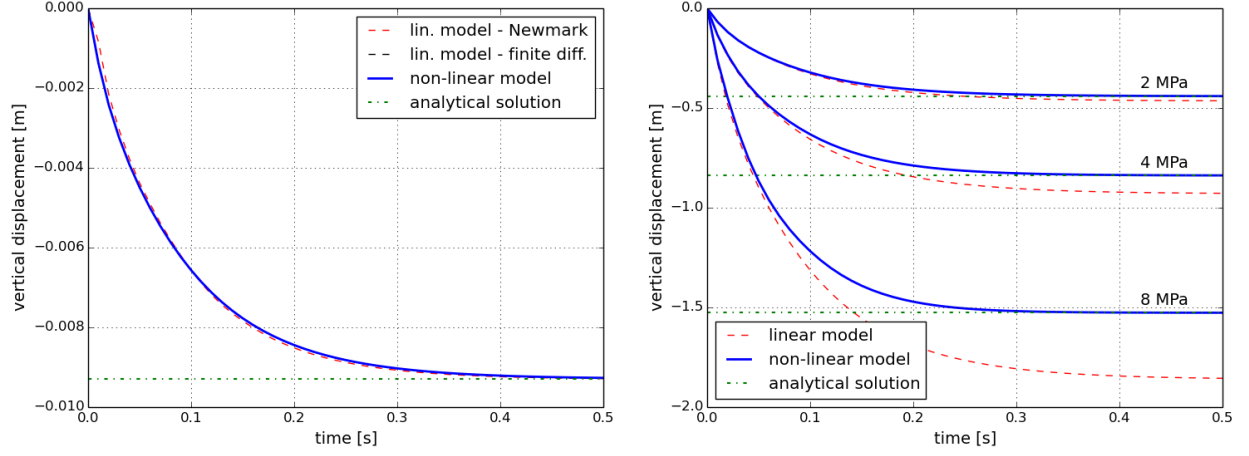 0.000
−0.002
−0.004
−0.006
−0.008
−0.010
vertical displacement [m]
lin. model - Newmark
lin. model - finite diff.
non-linear model
analytical solution
0.0 0.1 0.2 0.3 0.4 0.5
time [s]
0.0
−0.5
−1.0
−1.5
−2.0
vertical displacement [m]
2 MPa
4 MPa
8 MPa
linear model
non-linear model
analytical solution
0.0 0.1 0.2 0.3 0.4 0.5
time [s]